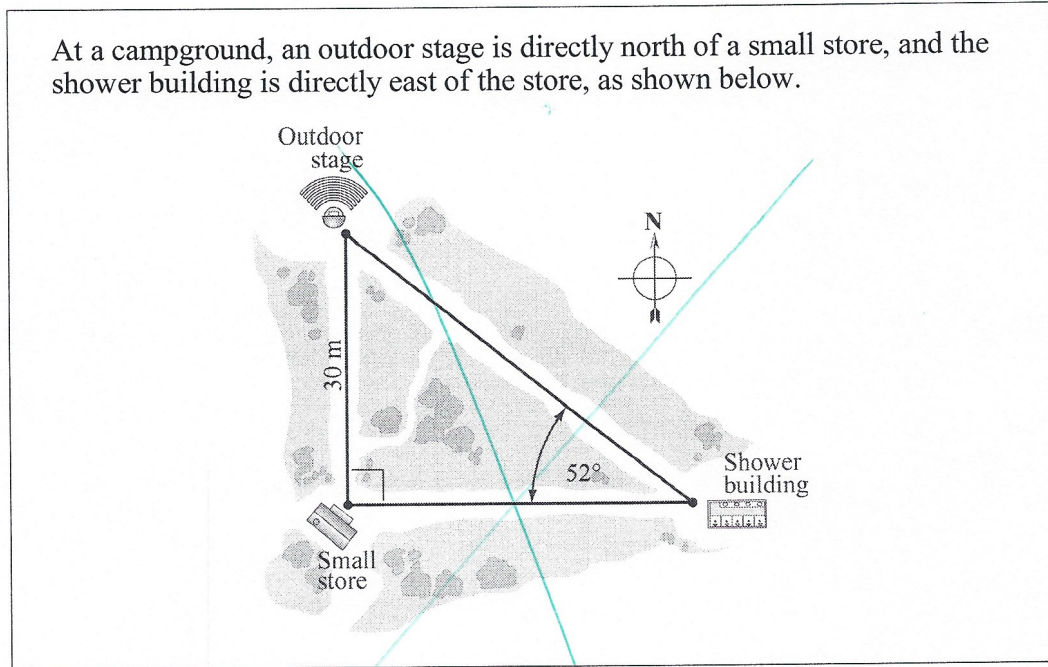 At a campground, an outdoor stage is directly north of a small store, and the
shower building is directly east of the store, as shown below.
Outdoor
stage
N
30 m
52°
Shower
building
Small
store